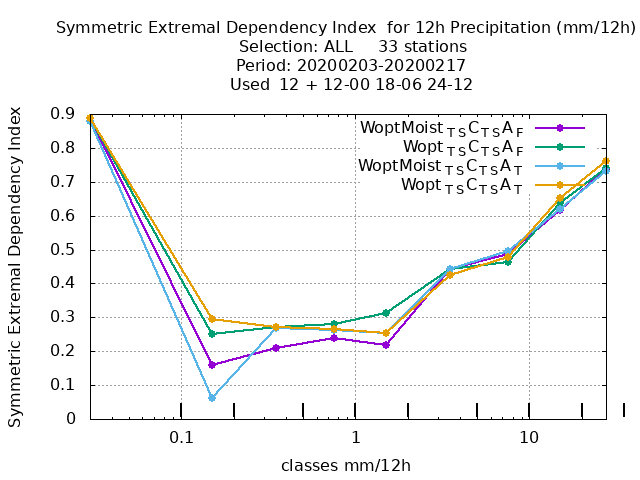 Symmetric Extremal Dependency Index  for 12h Precipitation (mm/12h)
Selection: ALL     33 stations
Period: 20200203-20200217
Used  12 + 12-00 18-06 24-12
Symmetric Extremal Dependency Index
0.9
0.8
0.7
0.6
0.5
0.4
0.3
0.2
0.1
0
WoptMoist TS C TS A F
Wopt TS C TS A F
WoptMoist TS C TS A T
Wopt TS C TS A T
0.1 1 10
classes mm/12h